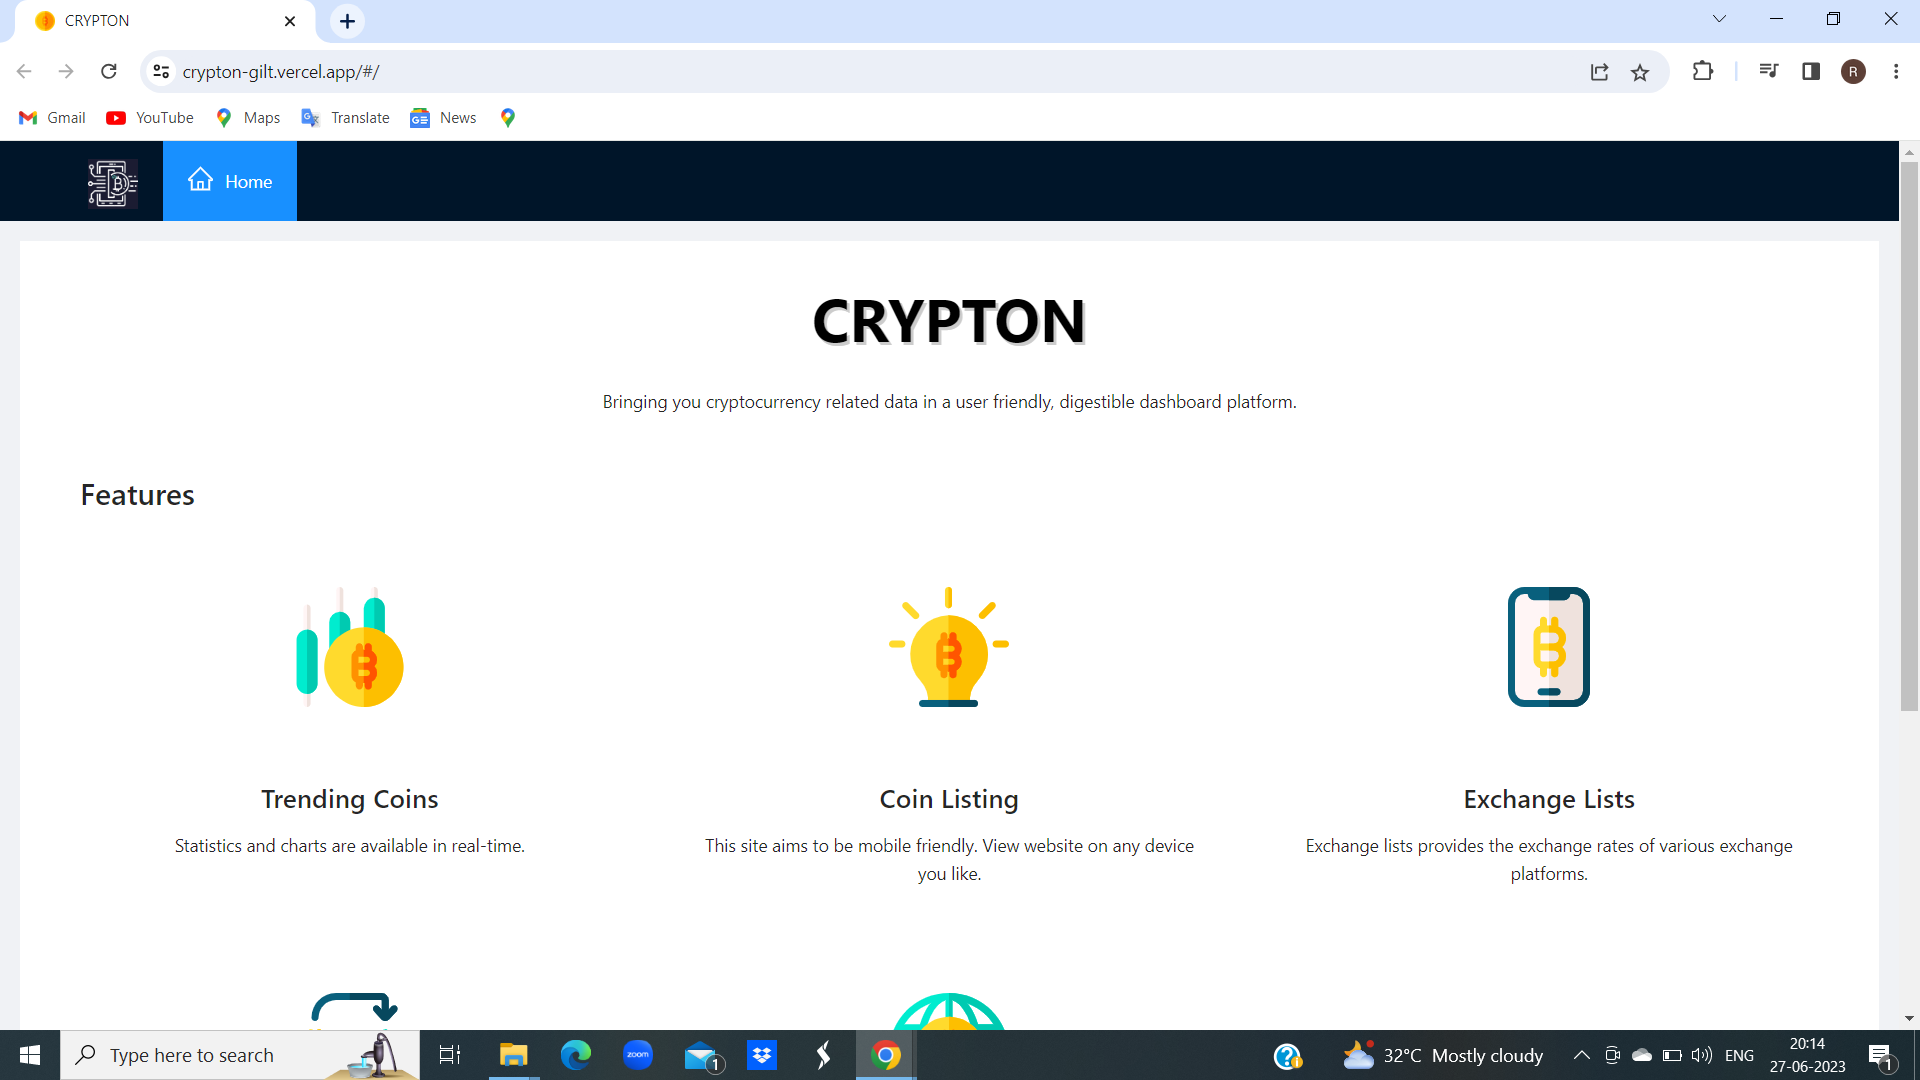 CRYPTON
crypton-gilt.vercel.app/#/
R
Gmail
YouTube
Maps
Translate
News
Home
CRYPTON
Bringing you cryptocurrency related data in a user friendly, digestible dashboard platform.
Features
Trending Coins
Statistics and charts are available in real-time.
Coin Listing
This site aims to be mobile friendly. View website on any device
you like.
Exchange Lists
Exchange lists provides the exchange rates of various exchange
platforms.
Type here to search
zoom
1
32°C Mostly cloudy
ENG
20:14
27-06-2023
1